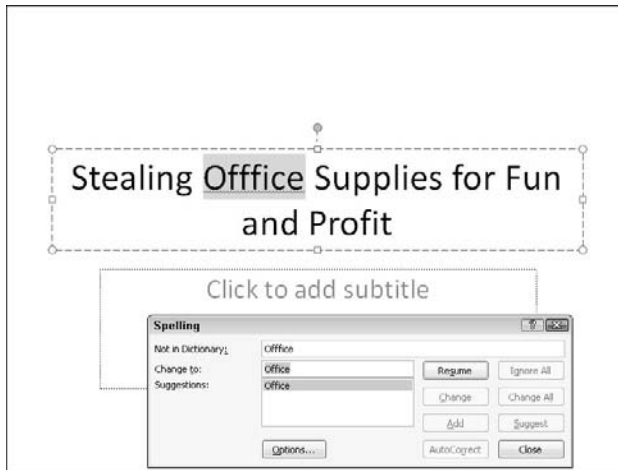 Stealing Offfice Supplies for Fun
and Profit
Click to add subtitle
Spelling
Not in Dictionary: Offfice
Change to: Office
Suggestions: Office
Resume Ignore All
Change Change All
Add Suggest
Options... AutoCorrect Close